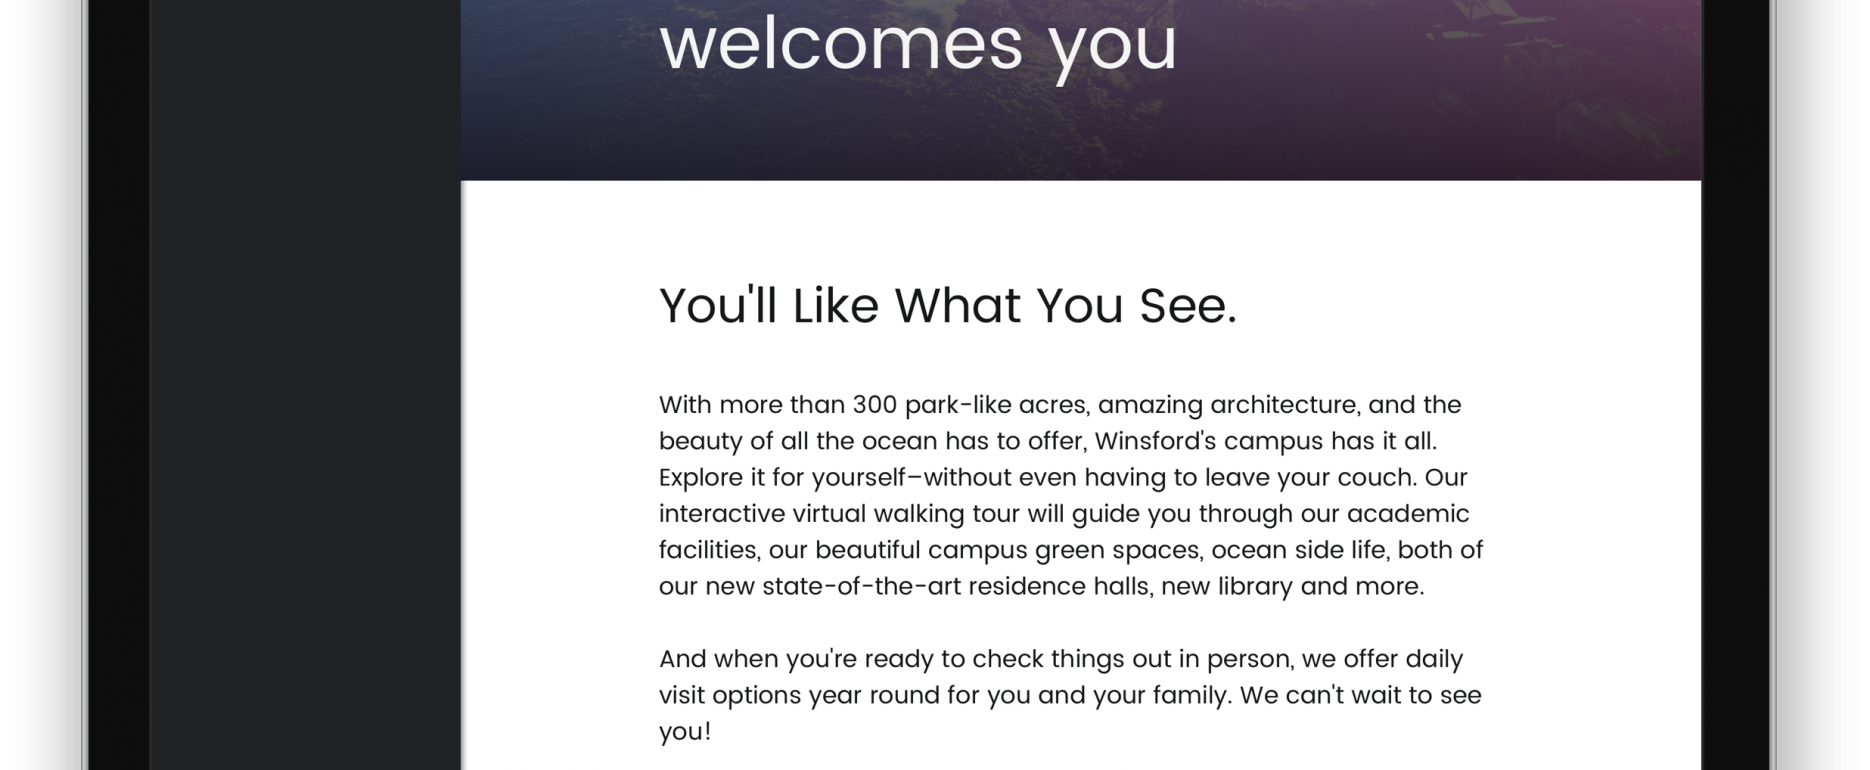 welcomes you
You'll Like What You See.
With more than 300 park-like acres, amazing architecture, and the
beauty of all the ocean has to offer, Winsford's campus has it all.
Explore it for yourself–without even having to leave your couch. Our
interactive virtual walking tour will guide you through our academic
facilities, our beautiful campus green spaces, ocean side life, both of
our new state-of-the-art residence halls, new library and more.
And when you're ready to check things out in person, we offer daily
visit options year round for you and your family. We can't wait to see
you!